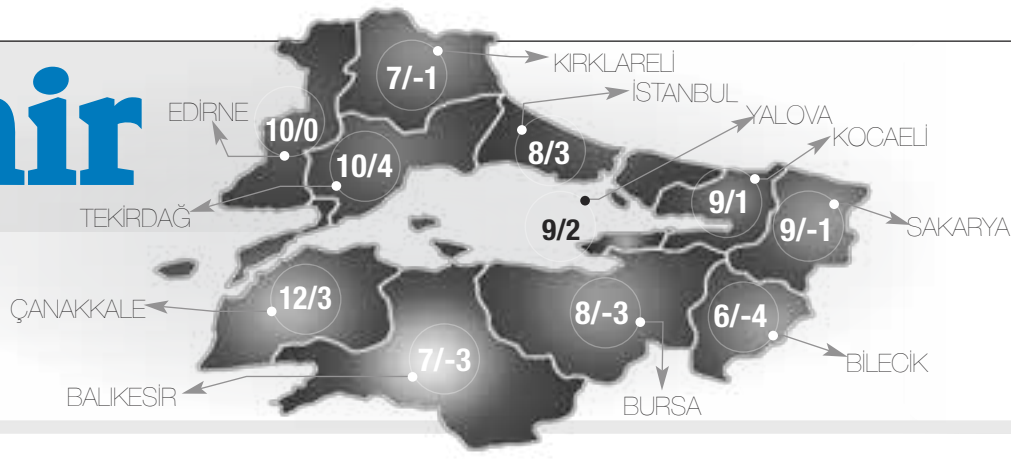 KIRKLARELİ
7/-1
İSTANBUL
8/3
EDİRNE
10/0
YALOVA
9/2
KOCAELİ
9/1
TEKİRDAĞ
10/4
SAKARYA
9/-1
ÇANAKKALE
12/3
BALIKESİR
7/-3
BURSA
8/-3
BİLECİK
6/-4